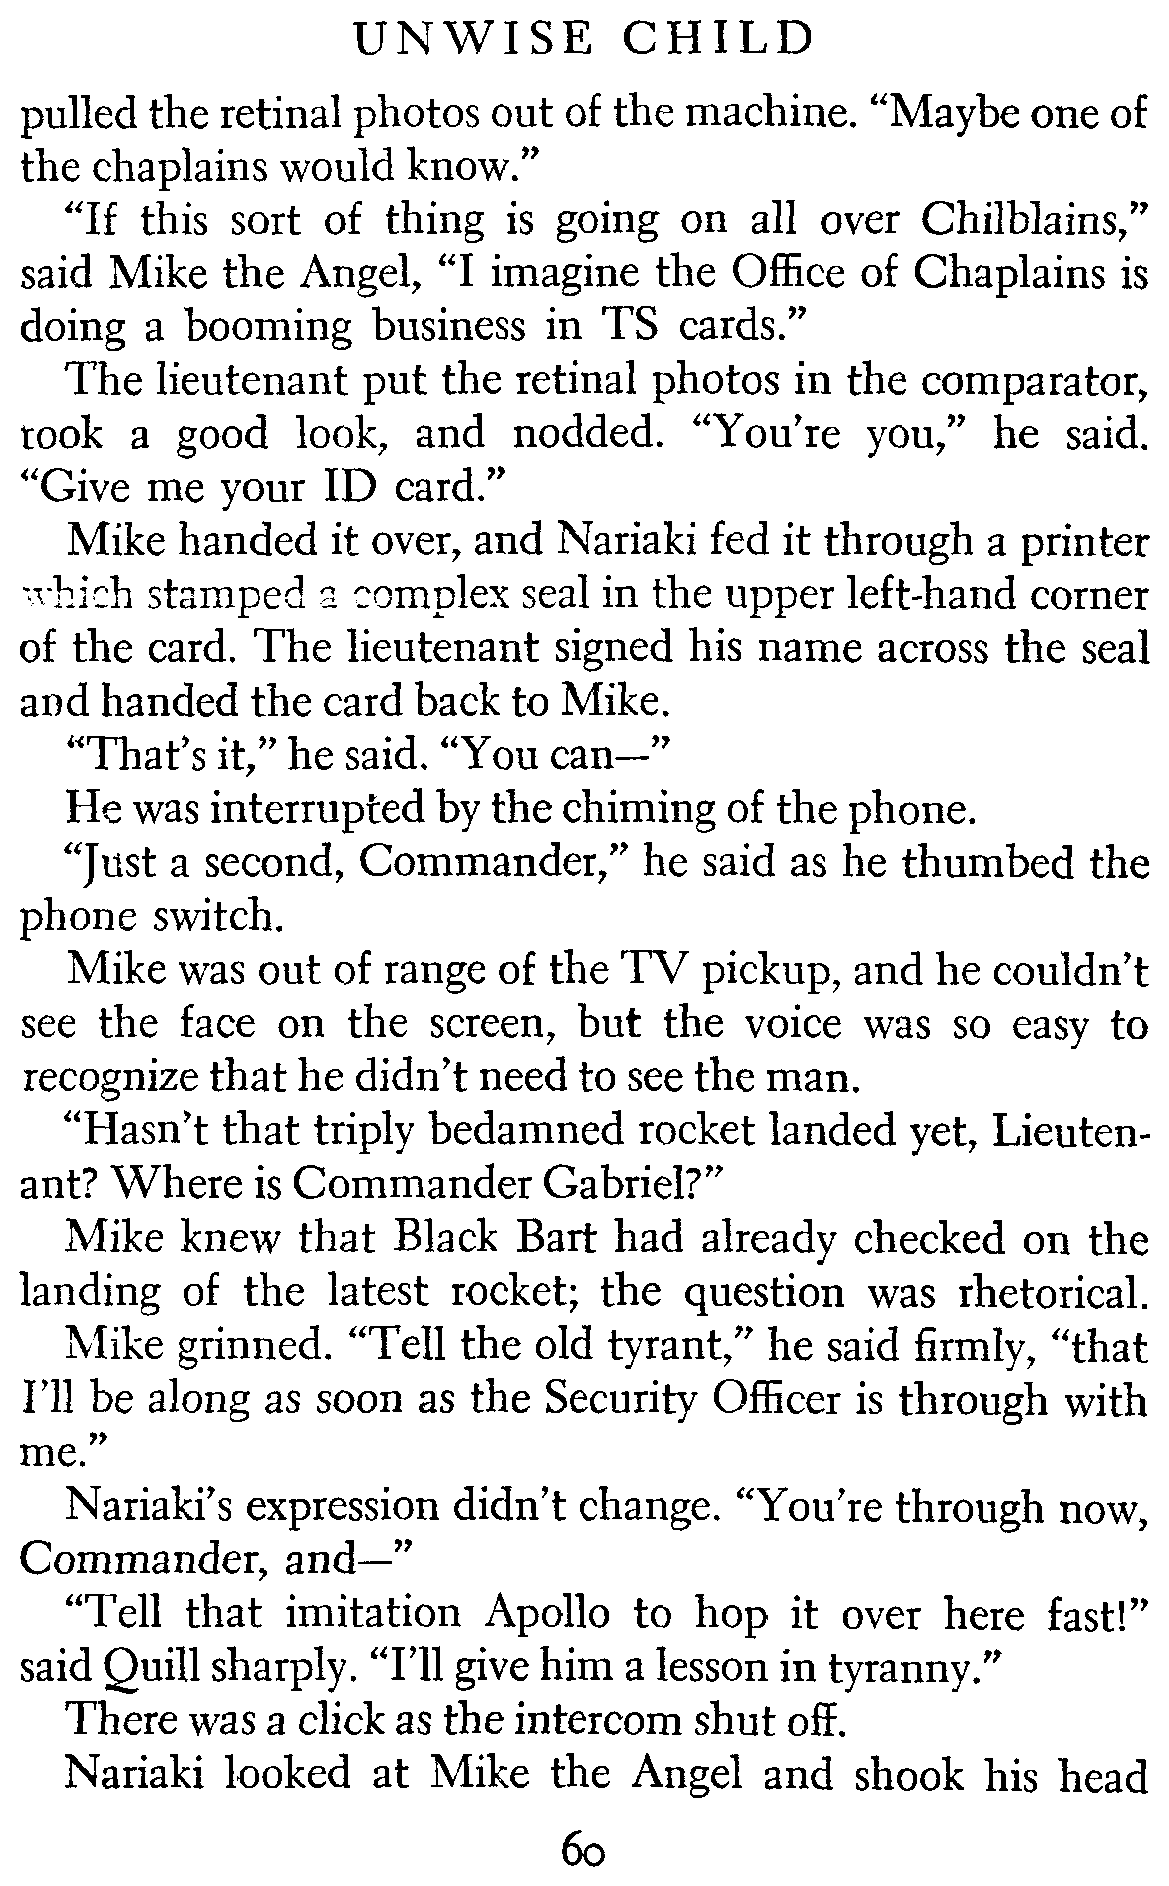 UNWISE CHILD
pulled the retinal photos out of the machine. “Maybe one of
the chaplains would know.”
“If this sort of thing is going on all over Chilblains,”
said Mike the Angel, “I imagine the Office of Chaplains is
doing a booming business in TS cards.”
The lieutenant put the retinal photos in the comparator,
took a good look, and nodded. “You’re you,” he said.
“Give me your ID card.”
Mike handed it over, and Nariaki fed it through a printer
which stamped a complex seal in the upper left-hand corner
of the card. The lieutenant signed his name across the seal
and handed the card back to Mike.
“That’s it,” he said. “You can—”
He was interrupted by the chiming of the phone.
“Just a second, Commander,” he said as he thumbed the
phone switch.
Mike was out of range of the TV pickup, and he couldn’t
see the face on the screen, but the voice was so easy to
recognize that he didn’t need to see the man.
“Hasn’t that triply bedamned rocket landed yet, Lieuten-
ant? Where is Commander Gabriel?”
Mike knew that Black Bart had already checked on the
landing of the latest rocket; the question was rhetorical.
Mike grinned. “Tell the old tyrant,” he said firmly, “that
I’ll be along as soon as the Security Officer is through with
me.”
Nariaki’s expression didn’t change. “You’re through now,
Commander, and—”
“Tell that imitation Apollo to hop it over here fast!”
said Quill sharply. “I’ll give him a lesson in tyranny.”
There was a click as the intercom shut off.
Nariaki looked at Mike the Angel and shook his head
60